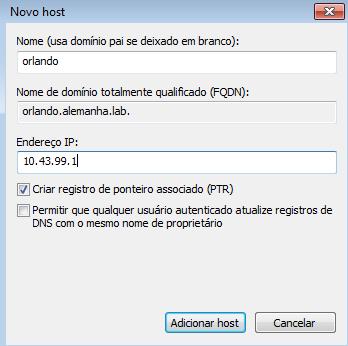 Novo host
Nome (usa domínio pai se deixado em branco):
orlando
Nome de domínio totalmente qualificado (FQDN):
orlando.alemanha.lab.
Endereço IP:
10.43.99.1
Criar registro de ponteiro associado (PTR)
Permitir que qualquer usuário autenticado atualize registros de
DNS com o mesmo nome de proprietário
Adicionar host
Cancelar